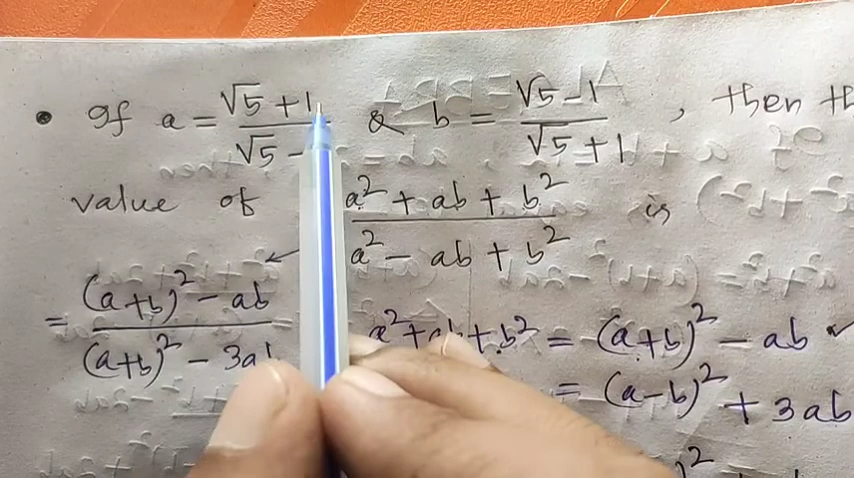 • If a = √5 + 1 / √5 - & b = √5 - 1 / √5 + 1 , then th
value of a² + ab + b² / a² - ab + b² is
= (a+b)² - ab / (a+b)² - 3ab
a² + ab + b² = (a+b)² - ab ✓
= (a-b)² + 3ab